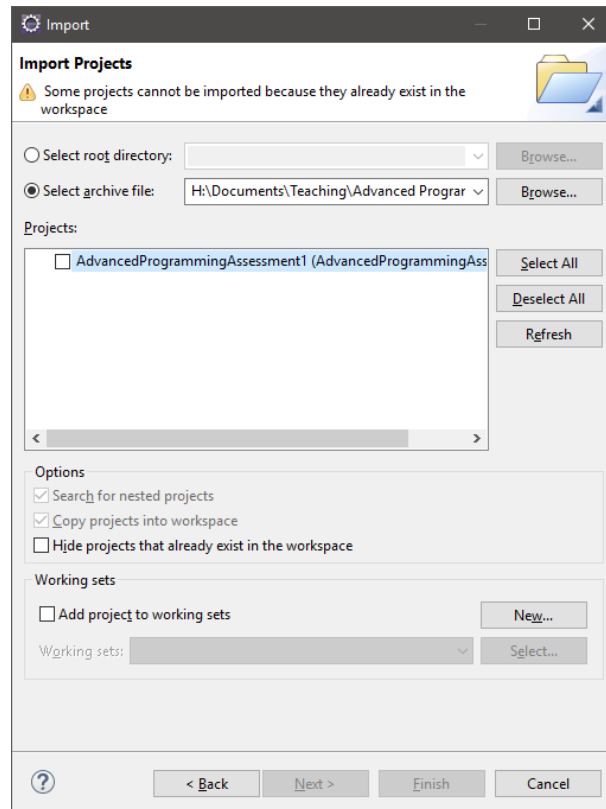 Import
Import Projects
Some projects cannot be imported because they already exist in the
workspace
Select root directory:
Browse...
Select archive file:
H:\Documents\Teaching\Advanced Prograr
Browse...
Projects:
AdvancedProgrammingAssessment1 (AdvancedProgrammingAss
Select All
Deselect All
Refresh
Options
Search for nested projects
Copy projects into workspace
Hide projects that already exist in the workspace
Working sets
Add project to working sets
New...
Working sets:
Select...
?
< Back
Next >
Finish
Cancel